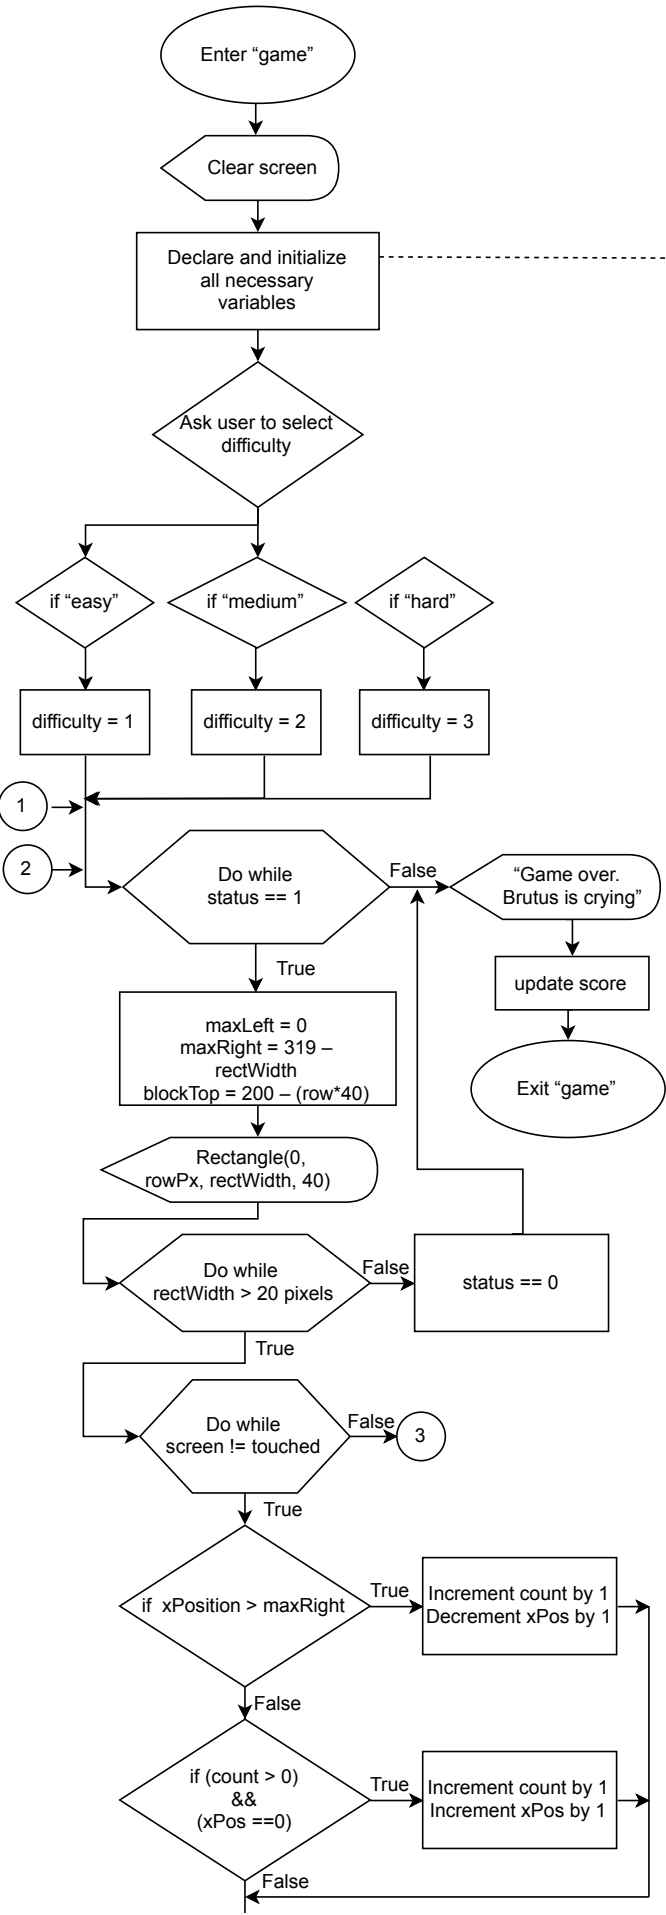 Enter “game”
Clear screen
Declare and initialize
all necessary
variables
Ask user to select
difficulty
if “easy”
if “medium”
if “hard”
difficulty = 1
difficulty = 2
difficulty = 3
1
2
Do while
status == 1
False
“Game over.
Brutus is crying”
True
update score
maxLeft = 0
maxRight = 319 –
rectWidth
blockTop = 200 – (row*40)
Exit “game”
Rectangle(0,
rowPx, rectWidth, 40)
Do while
rectWidth > 20 pixels
False
status == 0
True
Do while
screen != touched
False
3
True
if xPosition > maxRight
True
Increment count by 1
Decrement xPos by 1
False
if (count > 0)
&&
(xPos ==0)
True
Increment count by 1
Increment xPos by 1
False